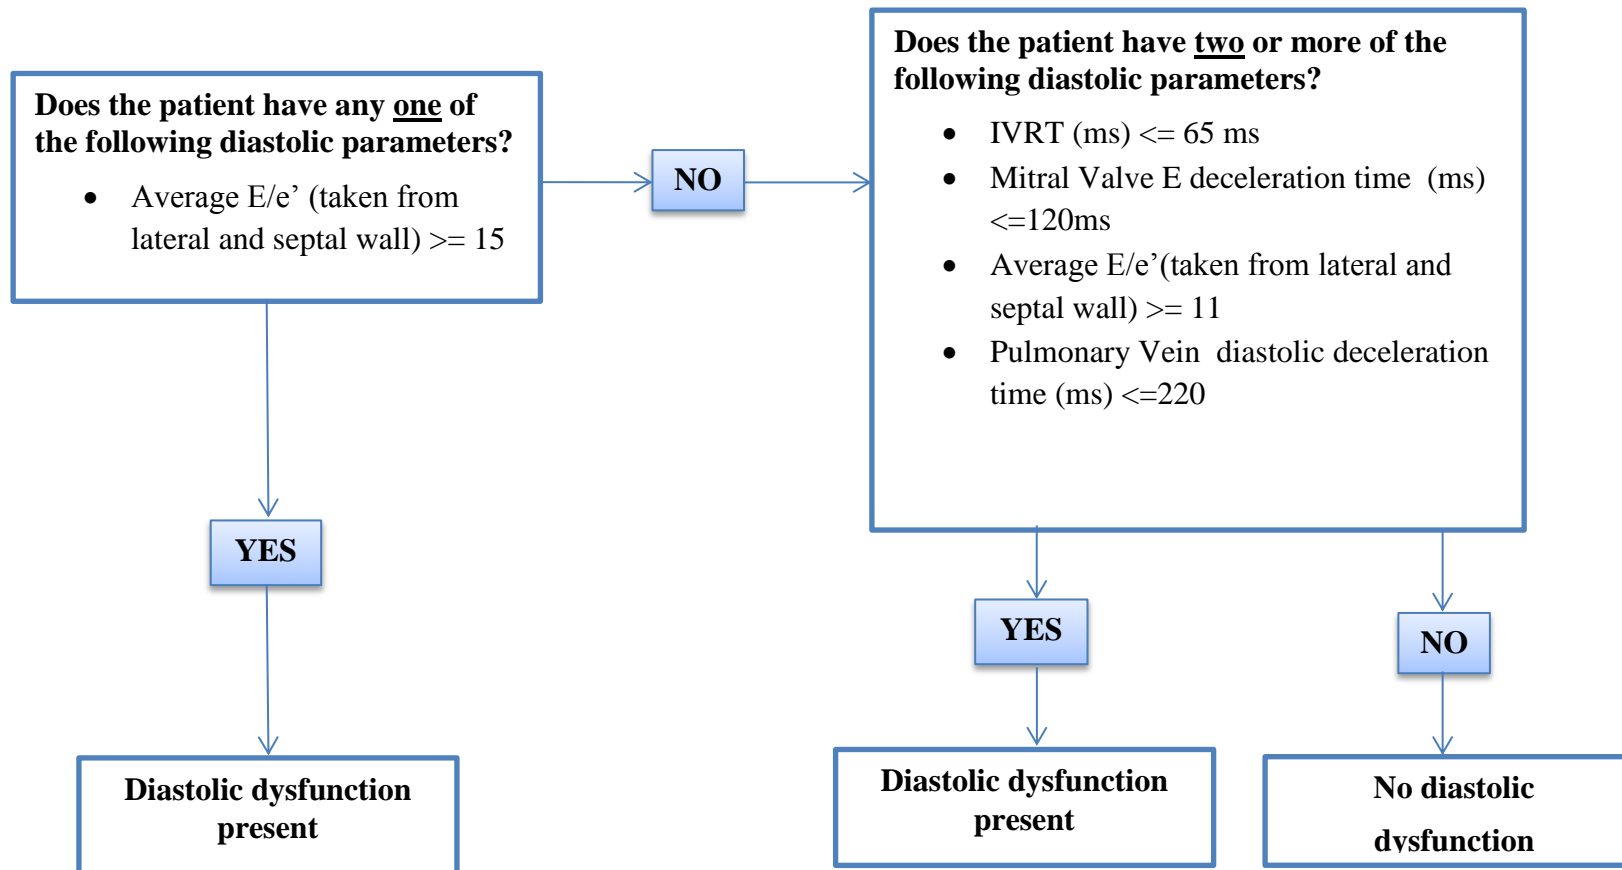 Does the patient have any one of
the following diastolic parameters?
• Average E/e’ (taken from
lateral and septal wall) >= 15
NO
Does the patient have two or more of the
following diastolic parameters?
• IVRT (ms) <= 65 ms
• Mitral Valve E deceleration time (ms)
<=120ms
• Average E/e’(taken from lateral and
septal wall) >= 11
• Pulmonary Vein diastolic deceleration
time (ms) <=220
YES
YES
NO
Diastolic dysfunction
present
Diastolic dysfunction
present
No diastolic
dysfunction